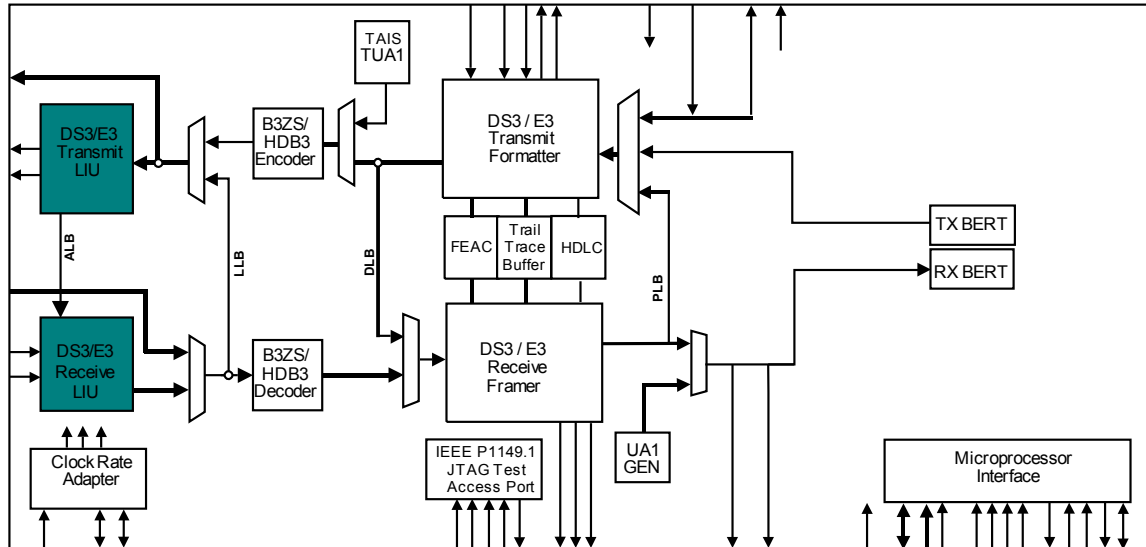 TAIS
TUA1
DS3/E3
Transmit
LIU
B3ZS/
HDB3
Encoder
DS3 / E3
Transmit
Formatter
TX BERT
RX BERT
ALB
LLB
DLB
FEAC
Trail
Trace
Buffer
HDLC
PLB
DS3/E3
Receive
LIU
B3ZS/
HDB3
Decoder
DS3 / E3
Receive
Framer
UA1
GEN
Clock Rate
Adapter
IEEE P1149.1
JTAG Test
Access Port
Microprocessor
Interface